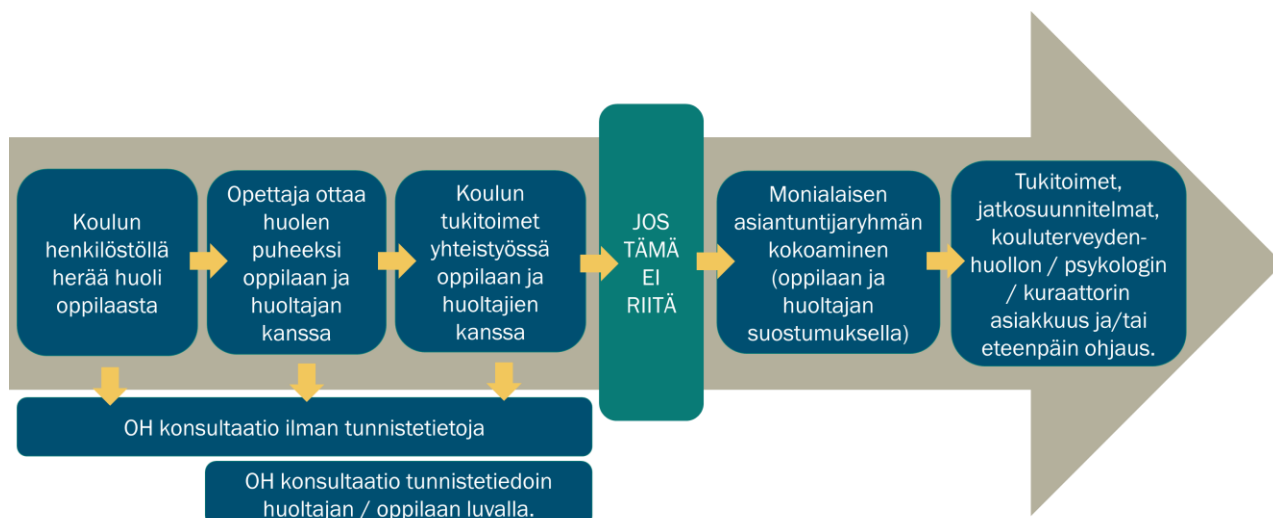 Koulun
henkilöstöllä
herää huoli
oppilaasta
Opettaja ottaa
huolen
puheeksi
oppilaan ja
huoltajan
kanssa
Koulun
tukitoimet
yhteistyössä
oppilaan ja
huoltajien
kanssa
JOS
TÄMÄ
EI
RIITÄ
Monialaisen
asiantuntijaryhmän
kokoaminen
(oppilaan ja
huoltajan
suostumuksella)
Tukitoimet,
jatkosuunnitelmat,
kouluterveyden-
huollon / psykologin
/ kuraattorin
asiakkuus ja/tai
eteenpäin ohjaus.
OH konsultaatio ilman tunnistetietoja
OH konsultaatio tunnistetiedoin
huoltajan / oppilaan luvalla.